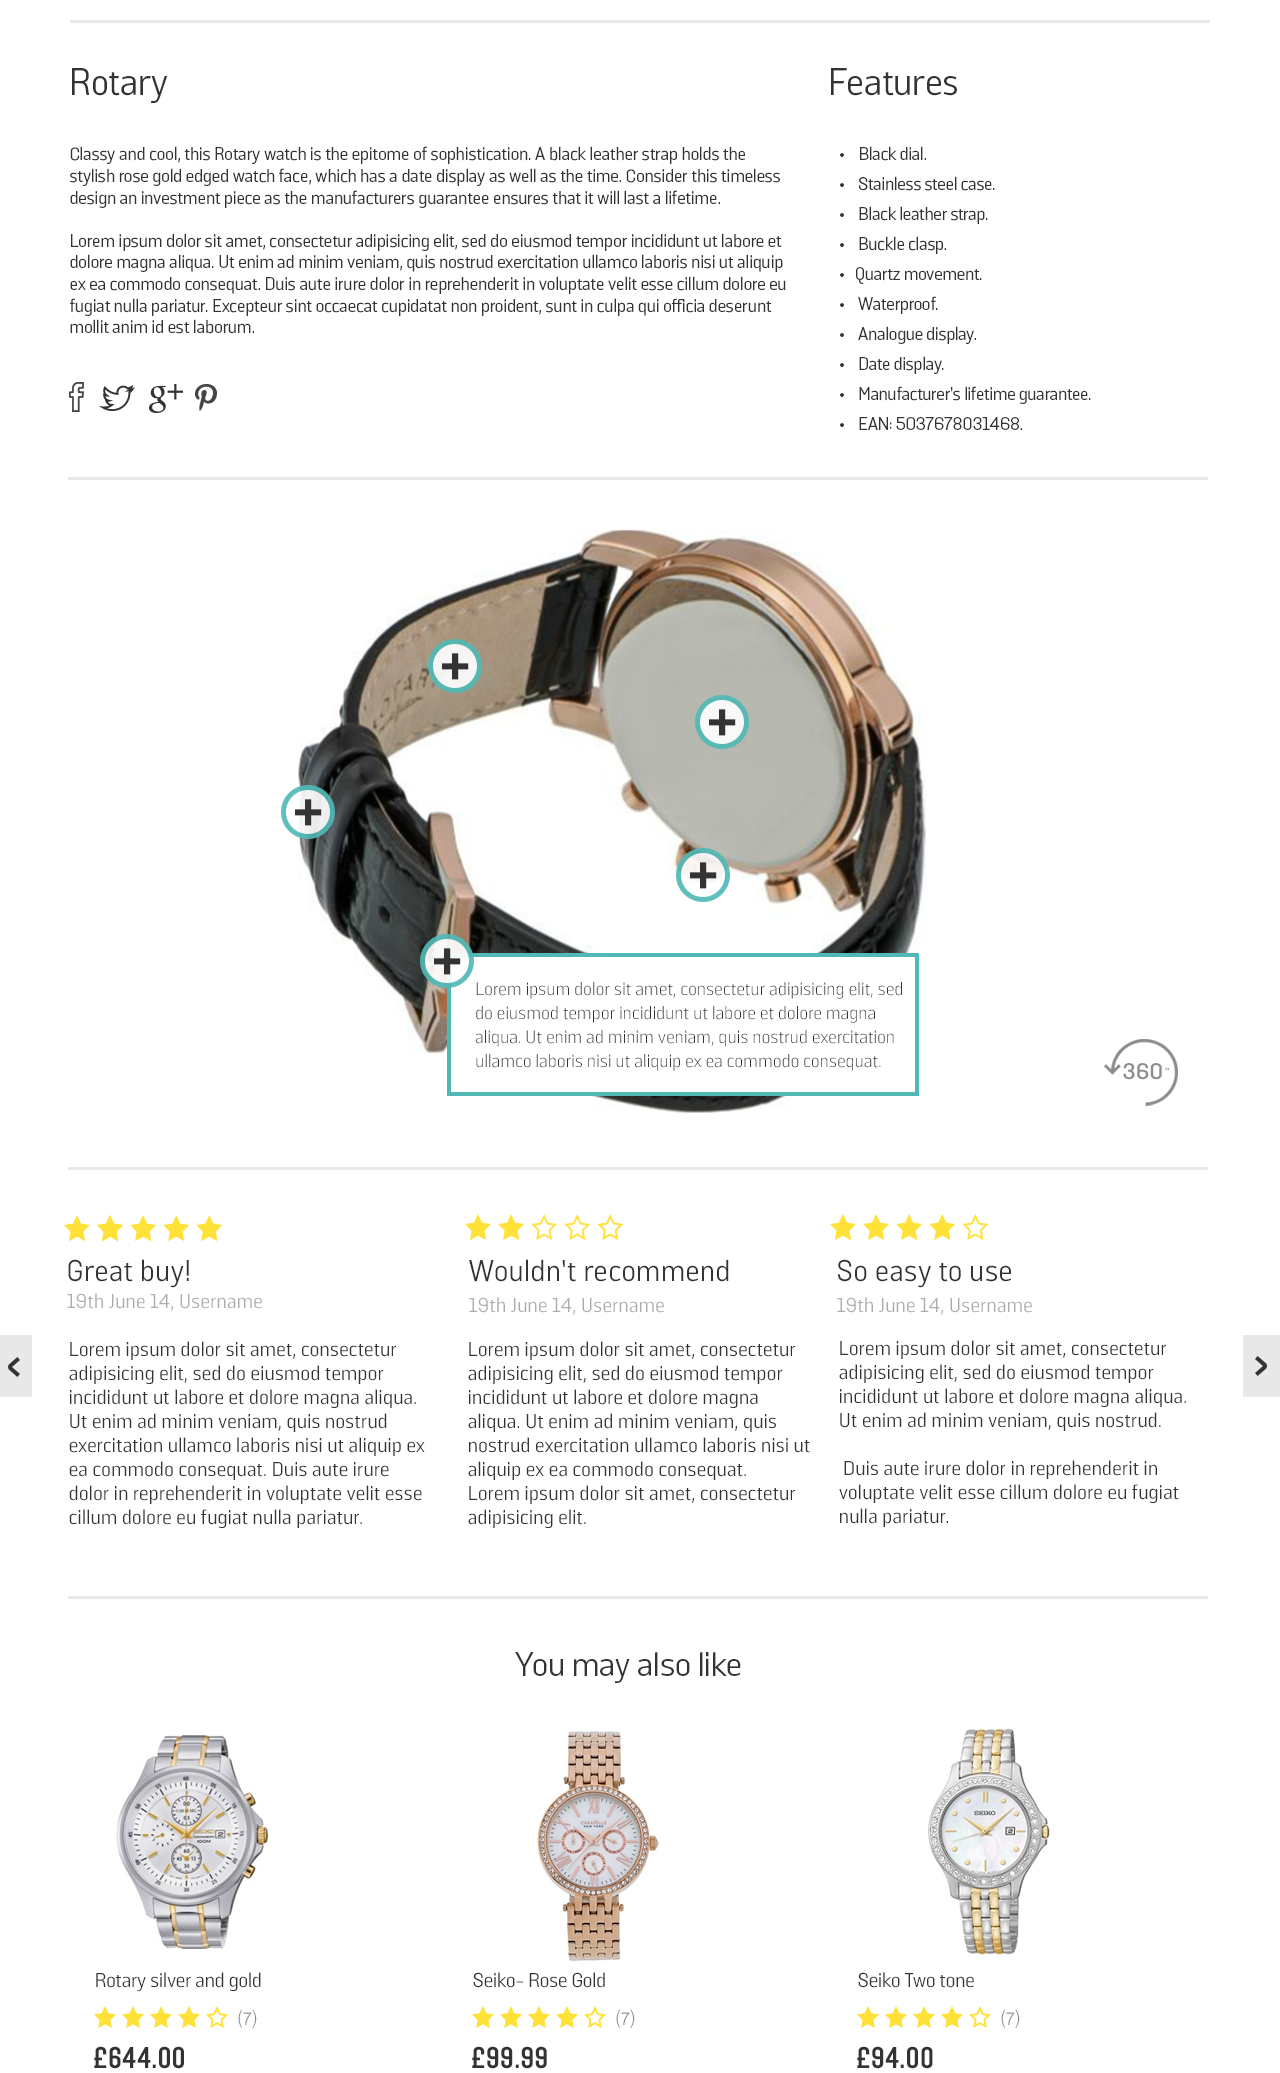 Rotary
Classy and cool, this Rotary watch is the epitome of sophistication. A black leather strap holds the
stylish rose gold edged watch face, which has a date display as well as the time. Consider this timeless
design an investment piece as the manufacturers guarantee ensures that it will last a lifetime.
Lorem ipsum dolor sit amet, consectetur adipisicing elit, sed do eiusmod tempor incididunt ut labore et
dolore magna aliqua. Ut enim ad minim veniam, quis nostrud exercitation ullamco laboris nisi ut aliquip
ex ea commodo consequat. Duis aute irure dolor in reprehenderit in voluptate velit esse cillum dolore eu
fugiat nulla pariatur. Excepteur sint occaecat cupidatat non proident, sunt in culpa qui officia deserunt
mollit anim id est laborum.
f g+
Features
• Black dial.
• Stainless steel case.
• Black leather strap.
• Buckle clasp.
• Quartz movement.
• Waterproof.
• Analogue display.
• Date display.
• Manufacturer's lifetime guarantee.
• EAN: 5037678031468.
Lorem ipsum dolor sit amet, consectetur adipisicing elit, sed
do eiusmod tempor incididunt ut labore et dolore magna
aliqua. Ut enim ad minim veniam, quis nostrud exercitation
ullamco laboris nisi ut aliquip ex ea commodo consequat.
360°
Great buy!
19th June 14, Username
Lorem ipsum dolor sit amet, consectetur
adipisicing elit, sed do eiusmod tempor
incididunt ut labore et dolore magna aliqua.
Ut enim ad minim veniam, quis nostrud
exercitation ullamco laboris nisi ut aliquip ex
ea commodo consequat. Duis aute irure
dolor in reprehenderit in voluptate velit esse
cillum dolore eu fugiat nulla pariatur.
Wouldn't recommend
19th June 14, Username
Lorem ipsum dolor sit amet, consectetur
adipisicing elit, sed do eiusmod tempor
incididunt ut labore et dolore magna
aliqua. Ut enim ad minim veniam, quis
nostrud exercitation ullamco laboris nisi ut
aliquip ex ea commodo consequat.
Lorem ipsum dolor sit amet, consectetur
adipisicing elit.
So easy to use
19th June 14, Username
Lorem ipsum dolor sit amet, consectetur
adipisicing elit, sed do eiusmod tempor
incididunt ut labore et dolore magna aliqua.
Ut enim ad minim veniam, quis nostrud.
Duis aute irure dolor in reprehenderit in
voluptate velit esse cillum dolore eu fugiat
nulla pariatur.
You may also like
SEIKO
100M
Rotary silver and gold
(7)
£644.00
CARAVELLE
NEW YORK
Seiko- Rose Gold
(7)
£99.99
SEIKO
Seiko Two tone
(7)
£94.00